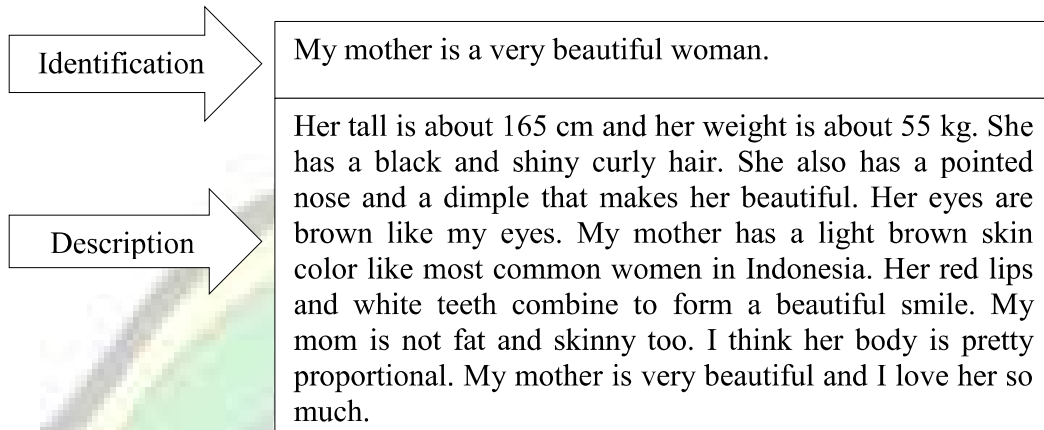 Identification
My mother is a very beautiful woman.
Description
Her tall is about 165 cm and her weight is about 55 kg. She
has a black and shiny curly hair. She also has a pointed
nose and a dimple that makes her beautiful. Her eyes are
brown like my eyes. My mother has a light brown skin
color like most common women in Indonesia. Her red lips
and white teeth combine to form a beautiful smile. My
mom is not fat and skinny too. I think her body is pretty
proportional. My mother is very beautiful and I love her so
much.